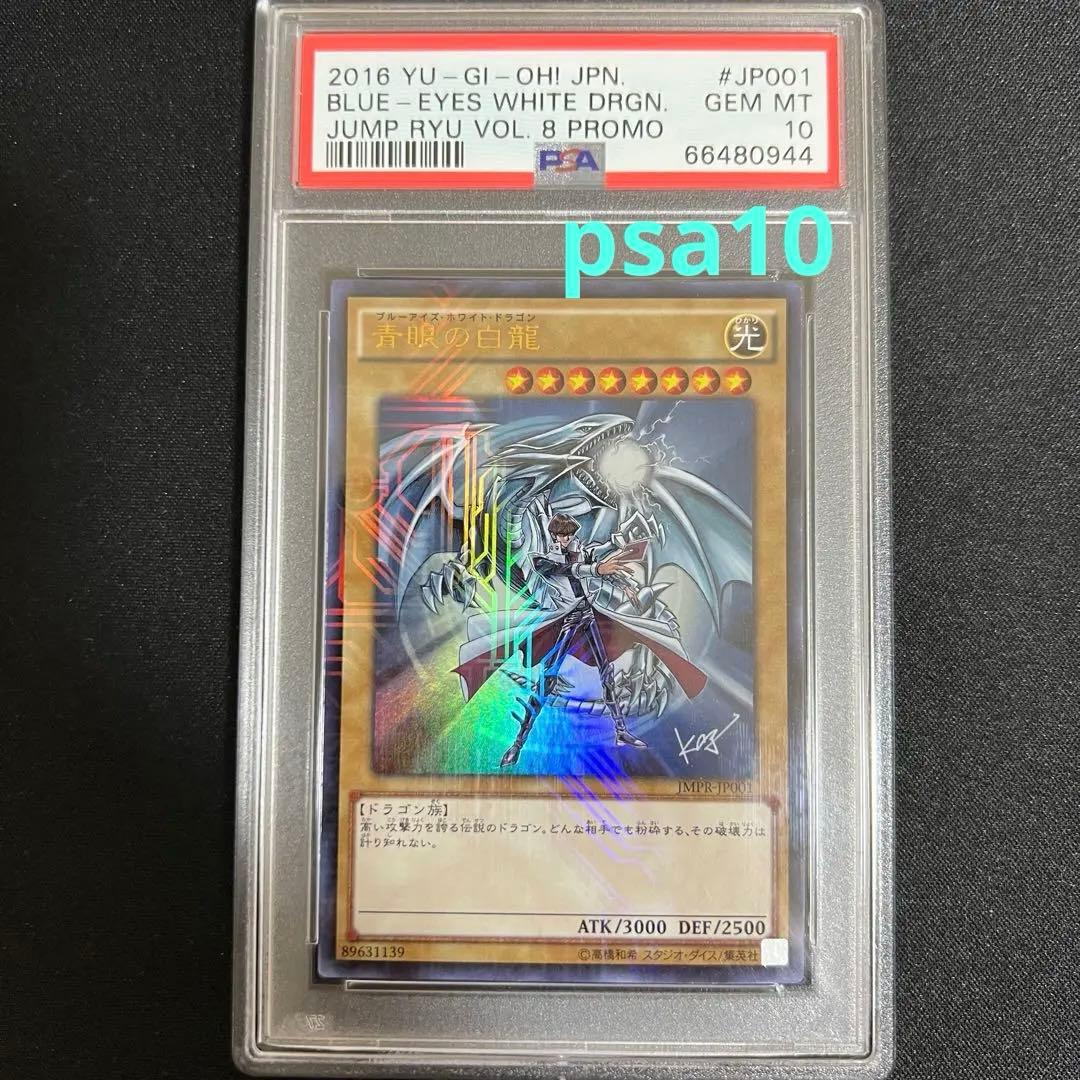 2016 YU-GI-OH! JPN. #JP001
BLUE-EYES WHITE DRGN. GEM MT
JUMP RYU VOL. 8 PROMO 10
PSA 66480944
psa10
ブルーアイズ・ホワイト・ドラゴン
青眼の白龍
ひかり
光
JMPR-JP001
【ドラゴン族】
高い攻撃力を誇る伝説のドラゴン。どんな相手でも粉砕する、その破壊力は
計り知れない。
ATK/3000 DEF/2500
89631139 ©高橋和希 スタジオ・ダイス/集英社